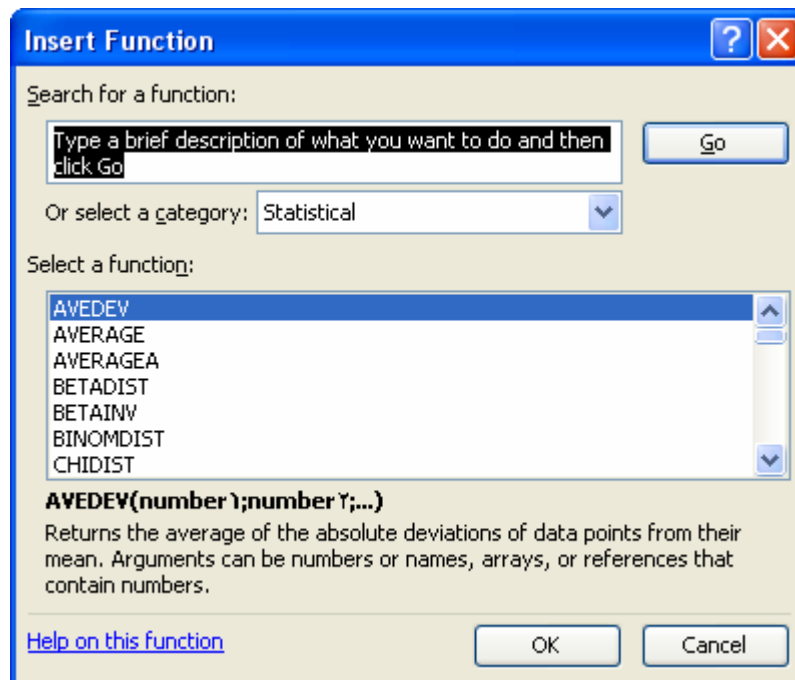 Insert Function
Search for a function:
Type a brief description of what you want to do and then
click Go
Go
Or select a category: Statistical
Select a function:
AVEDEV
AVERAGE
AVERAGEA
BETADIST
BETAINV
BINOMDIST
CHIDIST
AVEDEV(number۱;number۲;...)
Returns the average of the absolute deviations of data points from their
mean. Arguments can be numbers or names, arrays, or references that
contain numbers.
Help on this function
OK Cancel